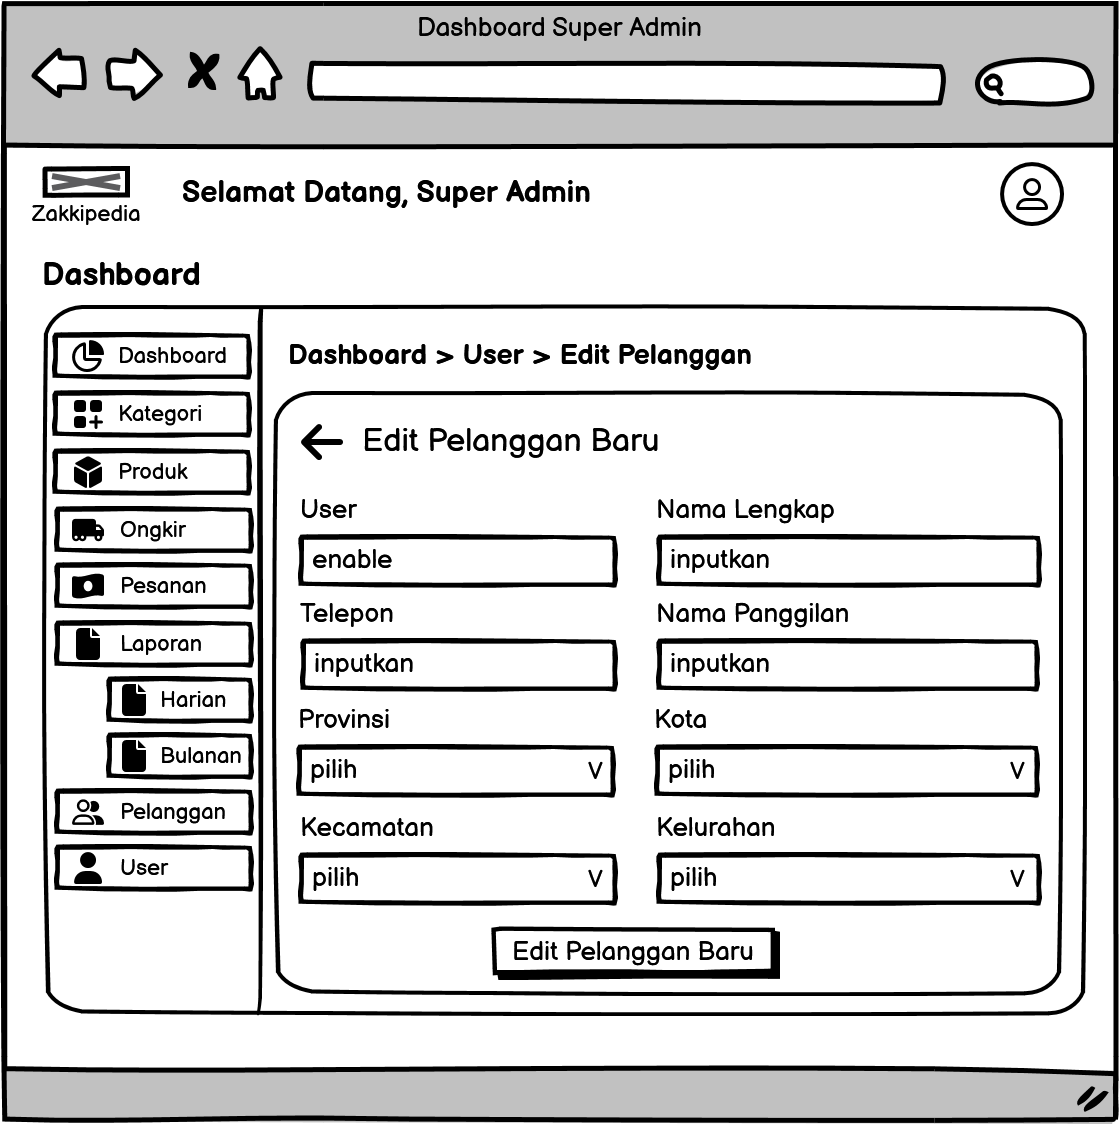 Dashboard Super Admin
Zakkipedia
Selamat Datang, Super Admin
Dashboard
Dashboard
Kategori
Produk
Ongkir
Pesanan
Laporan
Harian
Bulanan
Pelanggan
User
Dashboard > User > Edit Pelanggan
Edit Pelanggan Baru
User
Nama Lengkap
enable
inputkan
Telepon
Nama Panggilan
inputkan
inputkan
Provinsi
Kota
pilih V
pilih V
Kecamatan
Kelurahan
pilih V
pilih V
Edit Pelanggan Baru